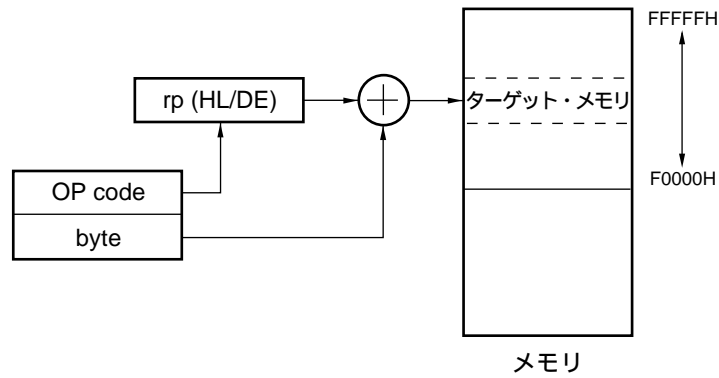 FFFFFH
rp (HL/DE)
ターゲット・メモリ
F0000H
OP code
byte
メモリ